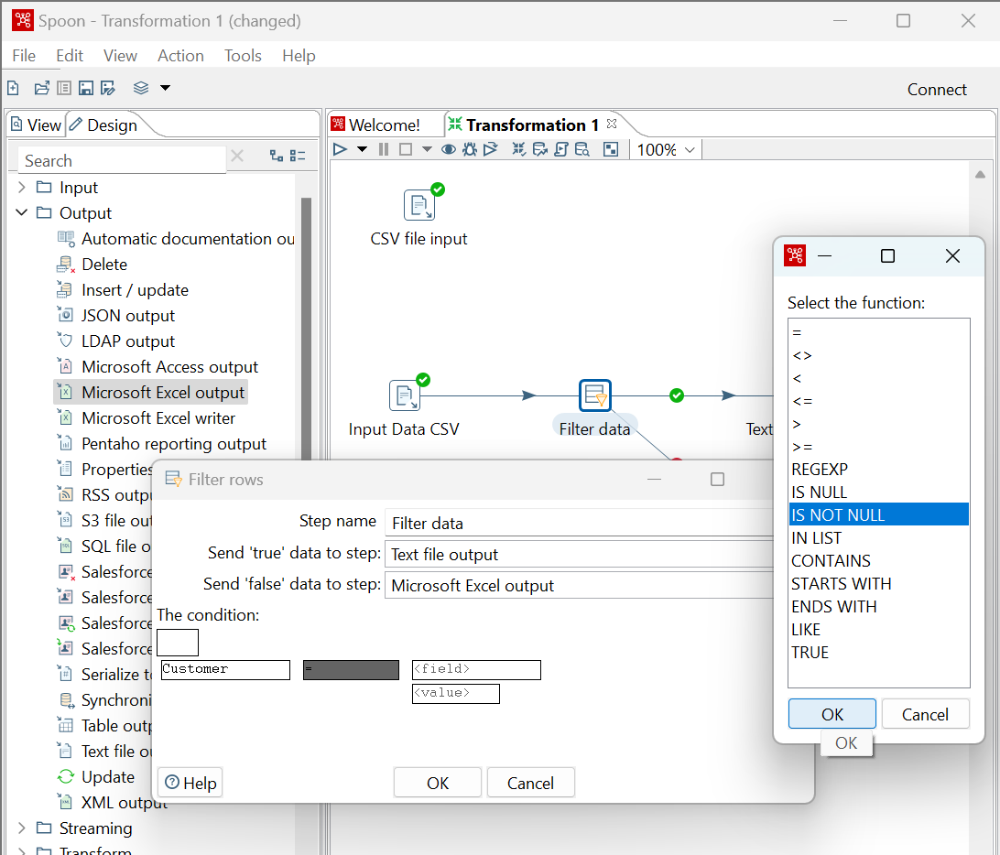 Spoon - Transformation 1 (changed)
File Edit View Action Tools Help
Connect
View Design
Search
Input
Output
Automatic documentation ou
Delete
Insert / update
JSON output
LDAP output
Microsoft Access output
Microsoft Excel output
Microsoft Excel writer
Pentaho reporting output
Properties
RSS outpu
S3 file out
SQL file o
Salesforce
Salesforce
Salesforce
Salesforce
Serialize to
Synchroni
Table outp
Text file ou
Update
XML output
Streaming
Transform
Welcome! Transformation 1
100%
CSV file input
Input Data CSV
Filter data
Text
Filter rows
Step name Filter data
Send 'true' data to step: Text file output
Send 'false' data to step: Microsoft Excel output
The condition:
Customer = <field>
<value>
Help OK Cancel
Select the function:
=
<>
<
<=
>
>=
REGEXP
IS NULL
IS NOT NULL
IN LIST
CONTAINS
STARTS WITH
ENDS WITH
LIKE
TRUE
OK Cancel
OK